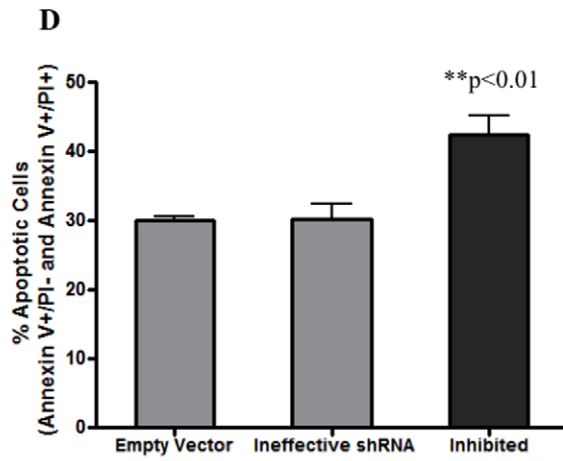 D
**p<0.01
% Apoptotic Cells
(Annexin V+/PI- and Annexin V+/PI+)
50
40
30
20
10
0
Empty Vector Ineffective shRNA Inhibited